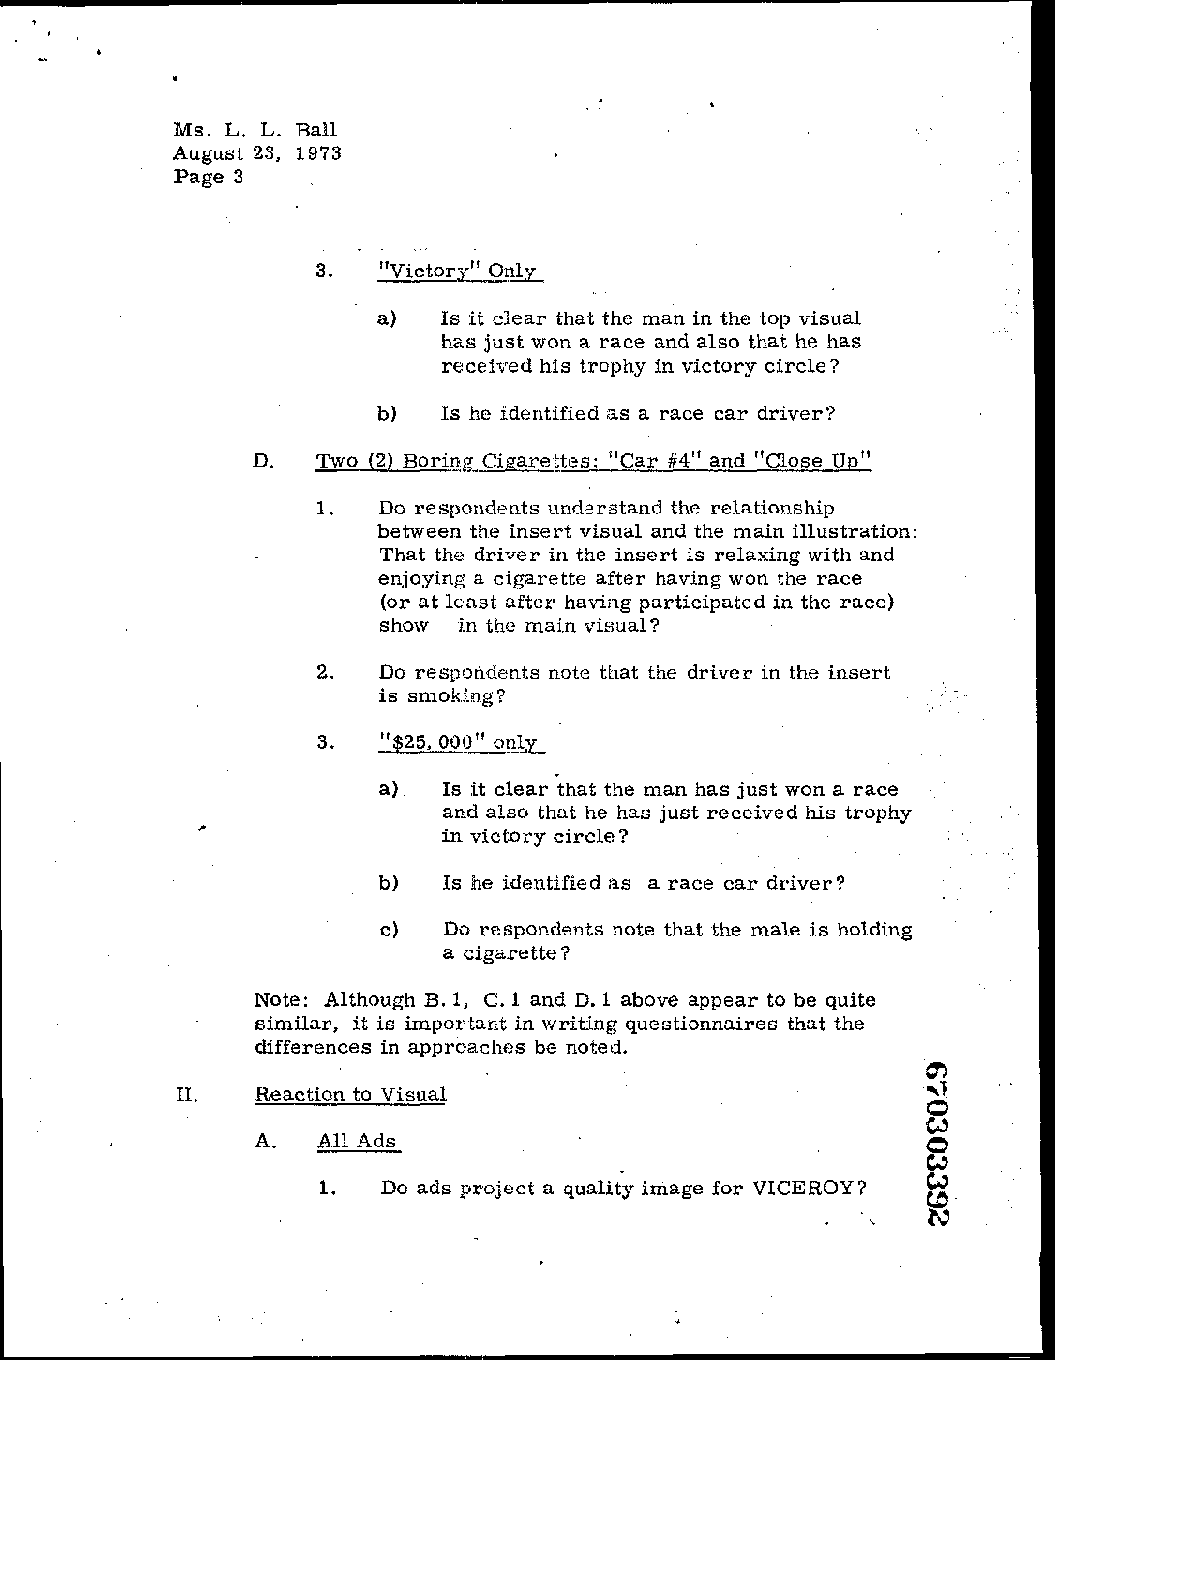 Ms. L. L. Ball
August 23, 1973
Page 3
3. "Victory" Only
a) Is it clear that the man in the top visual
has just won a race and also that he has
received his trophy in victory circle?
b) Is he identified as a race car driver?
D. Two (2) Boring Cigarettes: "Car #4" and "Close Up"
1. Do respondents understand the relationship
between the insert visual and the main illustration:
That the driver in the insert is relaxing with and
enjoying a cigarette after having won the race
(or at least after having participated in the race)
show in the main visual?
2. Do respondents note that the driver in the insert
is smoking?
3. "$25,000" only
a) Is it clear that the man has just won a race
and also that he has just received his trophy
in victory circle?
b) Is he identified as a race car driver?
c) Do respondents note that the male is holding
a cigarette?
Note: Although B.1, C.1 and D.1 above appear to be quite
similar, it is important in writing questionnaires that the
differences in approaches be noted.
II. Reaction to Visual
A. All Ads
1. Do ads project a quality image for VICEROY?
670303392